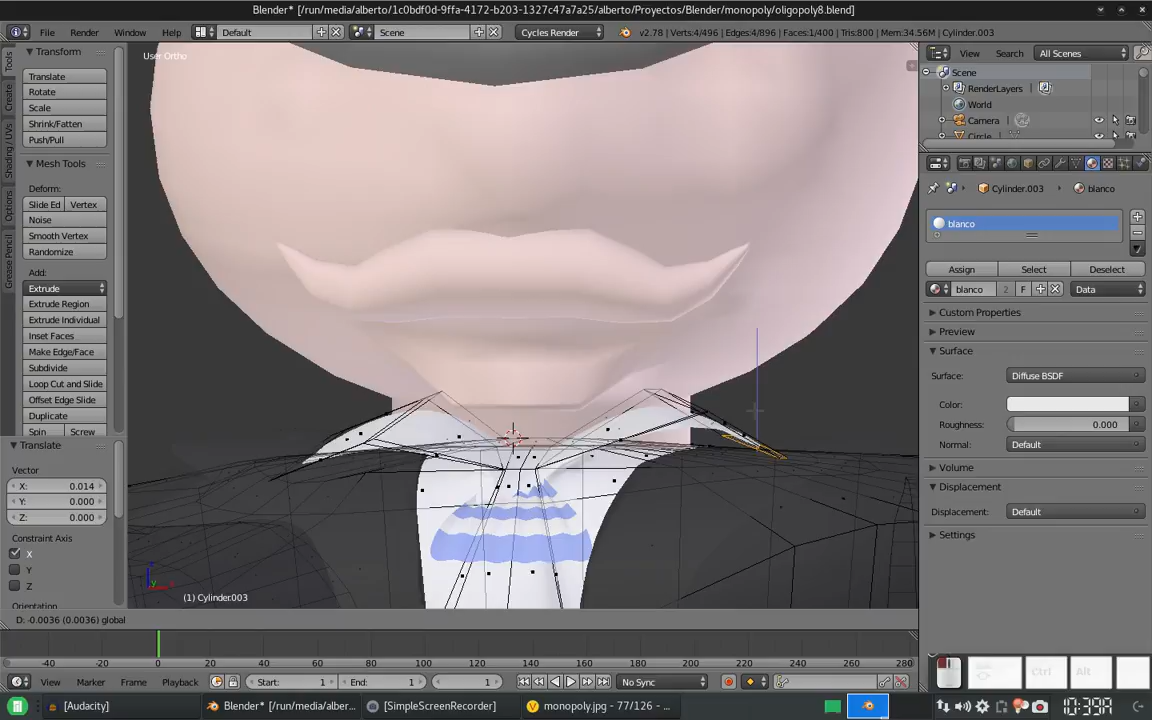 Blender* [/run/media/alberto/1c0bdf0d-9ffa-4172-b203-1327c47a7a25/alberto/Proyectos/Blender/monopoly/oligopoly8.blend]
File Render Window Help Default Scene Cycles Render v2.78 | Verts:4/496 | Edges:4/896 | Faces:1/400 | Tris:800 | Mem:34.56M | Cylinder.003
Transform
Translate
Rotate
Scale
Shrink/Fatten
Push/Pull
Mesh Tools
Deform:
Slide Ed Vertex
Noise
Smooth Vertex
Randomize
Add:
Extrude
Extrude Region
Extrude Individual
Inset Faces
Make Edge/Face
Subdivide
Loop Cut and Slide
Offset Edge Slide
Duplicate
Spin Screw
Tools
Create
Shading / UVs
Options
Grease Pencil
Translate
Vector
X: 0.014
Y: 0.000
Z: 0.000
Constraint Axis
X
Y
Z
Orientation
User Ortho
(1) Cylinder.003
D: -0.0036 (0.0036) global
View Search All Scenes
Scene
RenderLayers
World
Camera
Circle
Cylinder.003 blanco
blanco
Assign Select Deselect
blanco 2 F Data
Custom Properties
Preview
Surface
Surface: Diffuse BSDF
Color:
Roughness: 0.000
Normal: Default
Volume
Displacement
Displacement: Default
Settings
Ctrl Alt
-40 -20 0 20 40 60 80 100 120 140 160 180 200 220 240 260 280
View Marker Frame Playback Start: 1 End: 1 1 No Sync
[Audacity] Blender* [/run/media/alber... [SimpleScreenRecorder] monopoly.jpg - 77/126 - ...